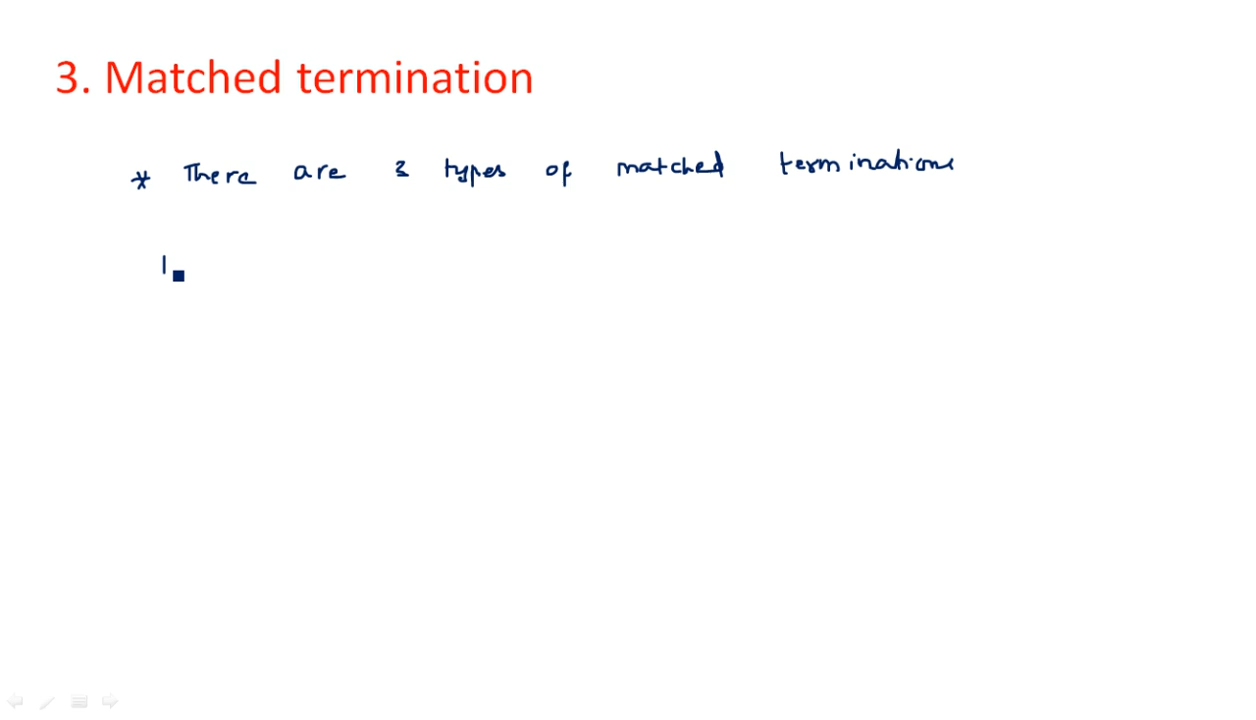 3. Matched termination
* There are 3 types of matched terminations
1.